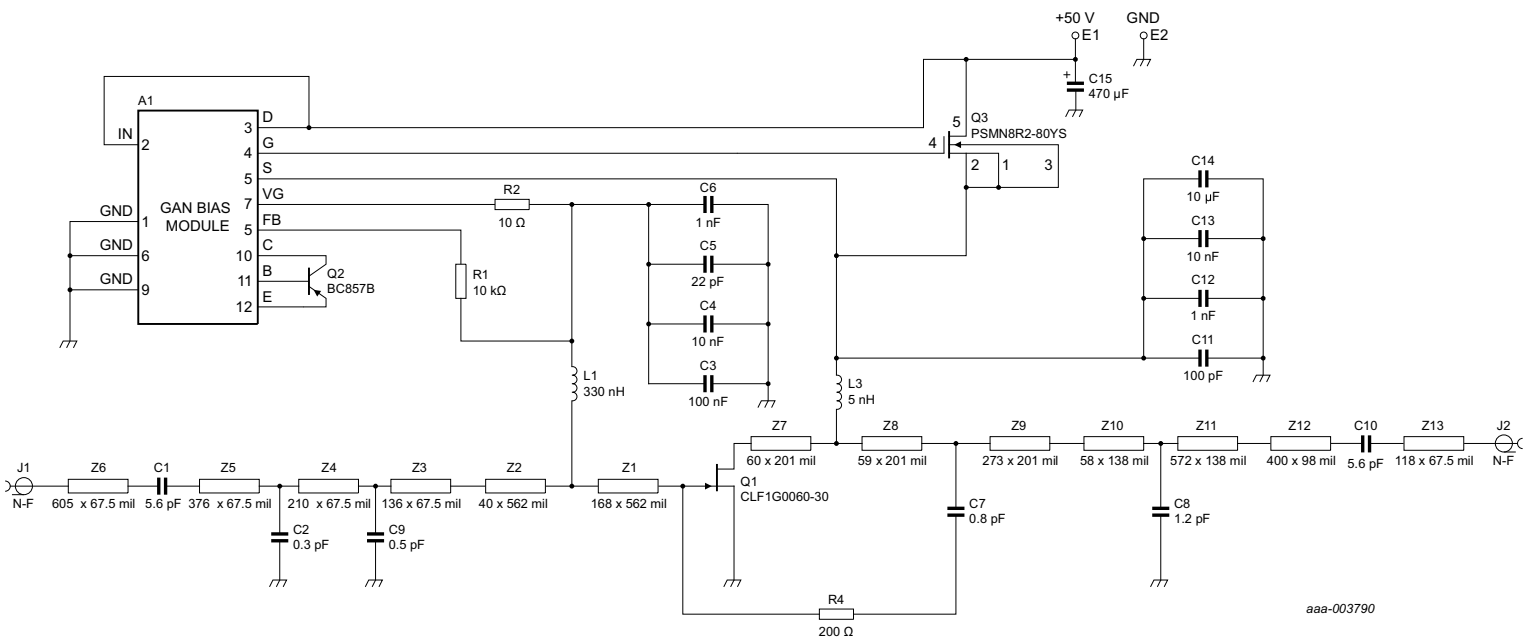 +50 V
GND
E1
E2
+
C15
470 µF
A1
IN
2
GND
1
GND
6
GND
9
GAN BIAS
MODULE
D
3
G
4
S
5
VG
7
FB
5
C
10
B
11
E
12
Q2
BC857B
R2
10 Ω
R1
10 kΩ
C6
1 nF
C5
22 pF
C4
10 nF
C3
100 nF
5
Q3
PSMN8R2-80YS
4
2
1
3
C14
10 µF
C13
10 nF
C12
1 nF
C11
100 pF
L1
330 nH
L3
5 nH
J1
N-F
Z6
605 x 67.5 mil
C1
5.6 pF
Z5
376 x 67.5 mil
Z4
210 x 67.5 mil
Z3
136 x 67.5 mil
Z2
40 x 562 mil
Z1
168 x 562 mil
C2
0.3 pF
C9
0.5 pF
Q1
CLF1G0060-30
Z7
60 x 201 mil
Z8
59 x 201 mil
Z9
273 x 201 mil
Z10
58 x 138 mil
Z11
572 x 138 mil
Z12
400 x 98 mil
C10
5.6 pF
Z13
118 x 67.5 mil
J2
N-F
C7
0.8 pF
C8
1.2 pF
R4
200 Ω
aaa-003790